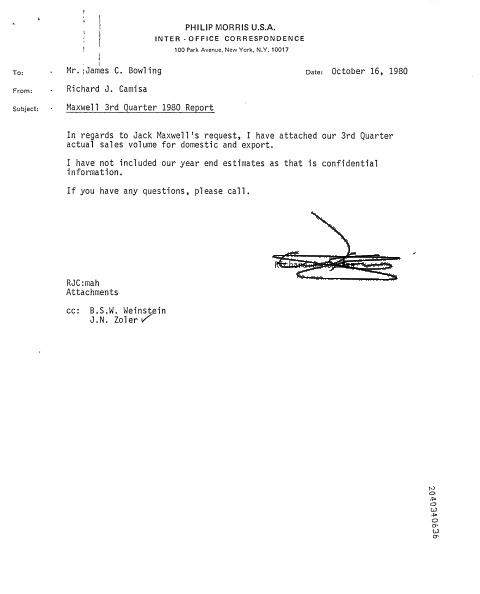 PHILIP MORRIS U.S.A.
INTER - OFFICE CORRESPONDENCE
100 Park Avenue, New York, N.Y. 10017
To: Mr. James C. Bowling Date: October 16, 1980
From: Richard J. Camisa
Subject: Maxwell 3rd Quarter 1980 Report
In regards to Jack Maxwell's request, I have attached our 3rd Quarter
actual sales volume for domestic and export.
I have not included our year end estimates as that is confidential
information.
If you have any questions, please call.
RJC:mah
Attachments
cc: B.S.W. Weinstein
J.N. Zoler
2040340636